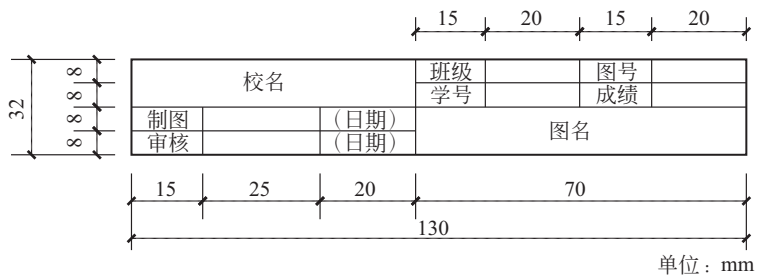 15 20 15 20
校名 班级 图号
学号 成绩
32 8 8 8 8
制图 （日期） 图名
审核 （日期）
15 25 20 70
130
单位：mm